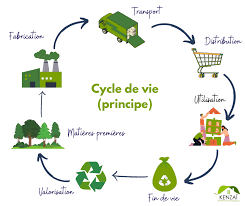 Transport
Fabrication
Distribution
Cycle de vie
(principe)
Utilisation
Matières premières
Valorisation
Fin de vie
KENZAI